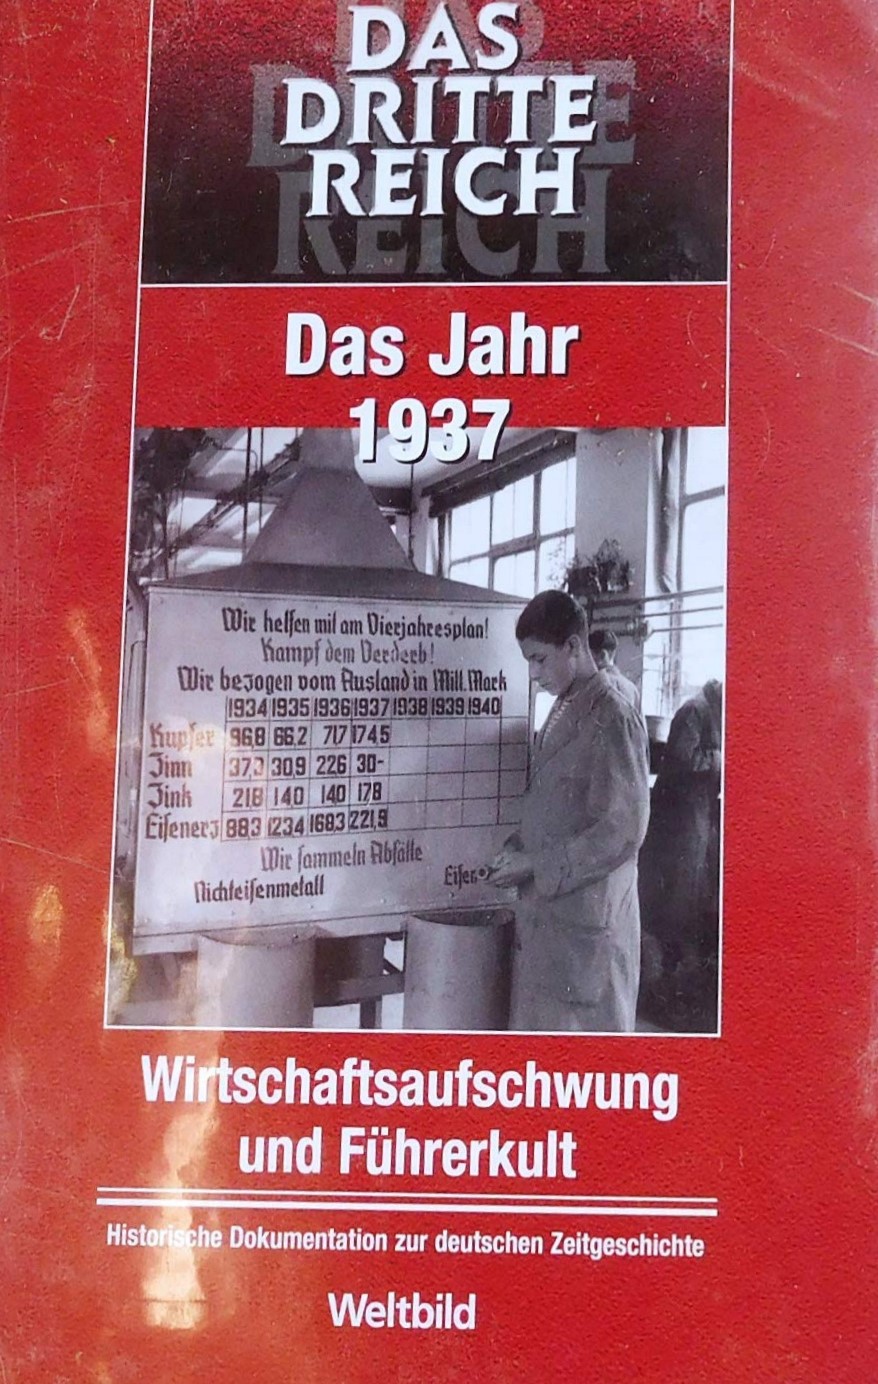 DAS
DRITTE
REICH
Das Jahr
1937
Wir helfen mit am Vierjahresplan!
Kampf dem Verderb!
Wir bezogen vom Ausland in Mill. Mark
1934 1935 1936 1937 1938 1939 1940
Kupfer 96,8 66,2 71,7 174,5
Zinn 37,3 30,9 22,6 30-
Zink 21,8 14,0 14,0 17,8
Eisenerz 88,3 123,4 168,3 221,9
Wir sammeln Abfälle
Nichteisenmetall Eisen
Wirtschaftsaufschwung
und Führerkult
Historische Dokumentation zur deutschen Zeitgeschichte
Weltbild